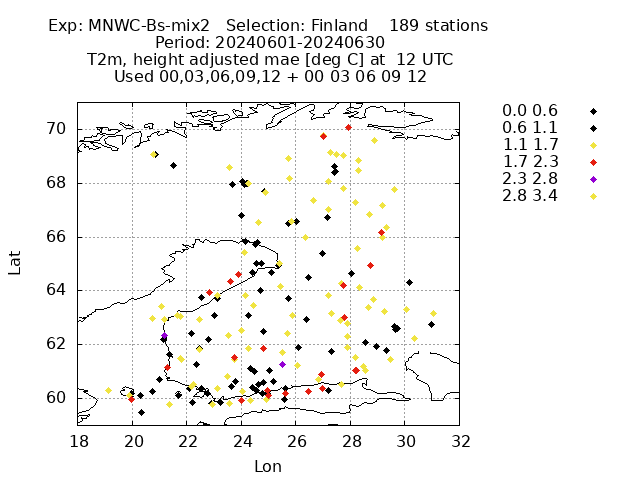 Exp: MNWC-Bs-mix2 Selection: Finland 189 stations
Period: 20240601-20240630
T2m, height adjusted mae [deg C] at 12 UTC
Used 00,03,06,09,12 + 00 03 06 09 12
0.0 0.6
0.6 1.1
1.1 1.7
1.7 2.3
2.3 2.8
2.8 3.4
70
68
66
64
62
60
Lat
18 20 22 24 26 28 30 32
Lon